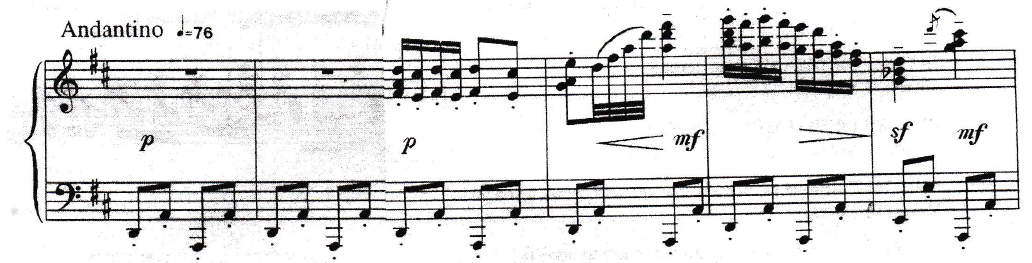 Andantino ♩=76
p p mf sf mf